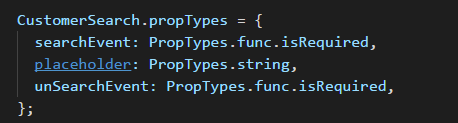 CustomerSearch.propTypes = {
searchEvent: PropTypes.func.isRequired,
placeholder: PropTypes.string,
unSearchEvent: PropTypes.func.isRequired,
};